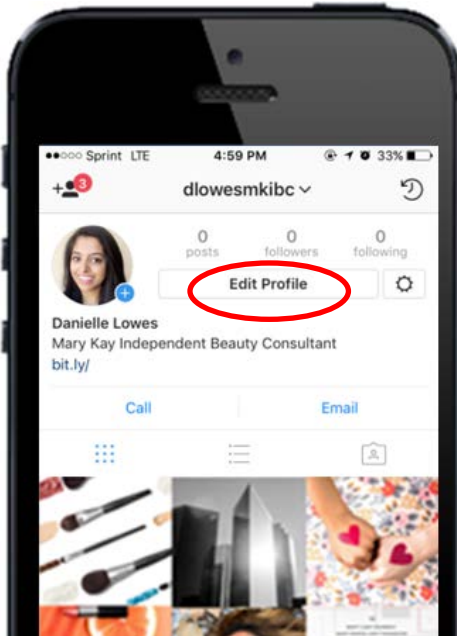 Sprint LTE 4:59 PM 33%
3
dlowesmkibc
0 0 0
posts followers following
Edit Profile
Danielle Lowes
Mary Kay Independent Beauty Consultant
bit.ly/
Call Email